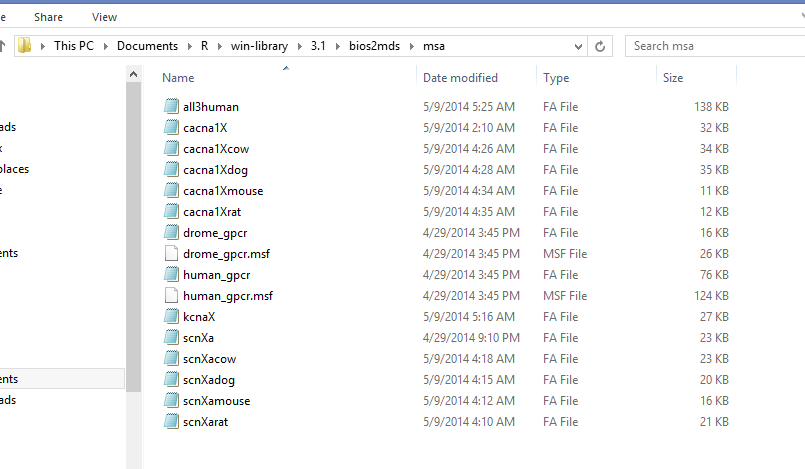 e Share View
This PC Documents R win-library 3.1 bios2mds msa Search msa
Name Date modified Type Size
all3human 5/9/2014 5:25 AM FA File 138 KB
ads cacna1X 5/9/2014 2:10 AM FA File 32 KB
x cacna1Xcow 5/9/2014 4:26 AM FA File 34 KB
places cacna1Xdog 5/9/2014 4:28 AM FA File 35 KB
e cacna1Xmouse 5/9/2014 4:34 AM FA File 11 KB
cacna1Xrat 5/9/2014 4:35 AM FA File 12 KB
drome_gpcr 4/29/2014 3:45 PM FA File 16 KB
ents drome_gpcr.msf 4/29/2014 3:45 PM MSF File 26 KB
human_gpcr 4/29/2014 3:45 PM FA File 76 KB
human_gpcr.msf 4/29/2014 3:45 PM MSF File 124 KB
kcnaX 5/9/2014 5:16 AM FA File 27 KB
scnXa 4/29/2014 9:10 PM FA File 23 KB
scnXacow 5/9/2014 4:18 AM FA File 23 KB
ents scnXadog 5/9/2014 4:15 AM FA File 20 KB
ads scnXamouse 5/9/2014 4:12 AM FA File 16 KB
scnXarat 5/9/2014 4:10 AM FA File 21 KB